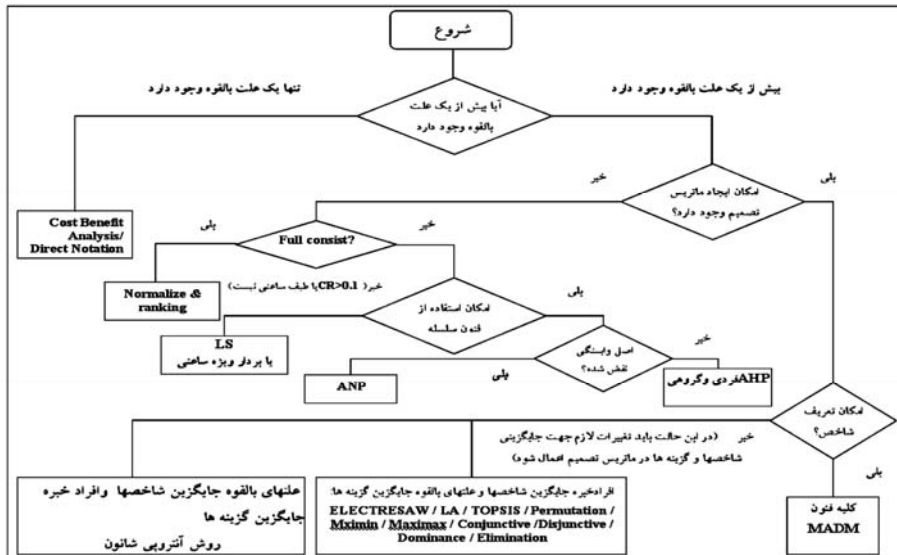 شروع
تنها یک علت بالقوه وجود دارد
بیش از یک علت بالقوه وجود دارد
آیا بیش از یک علت
بالقوه وجود دارد
خیر
بلی
امکان ایجاد ماتریس
تصمیم وجود دارد؟
Cost Benefit
Analysis/
Direct Notation
بلی
Full consist?
خیر
Normalize &
ranking
خیر( CR>0.1یا طیف ساعتی نیست)
امکان استفاده از
فنون سلسله
بلی
LS
یا بردار ویژه ساعتی
اصل وابستگی
نقض شده؟
خیر
بلی
ANP
AHPفردی وگروهی
امکان تعریف
شاخص؟
خیر (در این حالت باید تغییرات لازم جهت جایگزینی
شاخصها و گزینه ها در ماتریس تصمیم اعمال شود)
بلی
علتهای بالقوه جایگزین شاخصها وافراد خبره
جایگزین گزینه ها
روش آنتروپی شانون
افرادخبره جایگزین شاخصها و علتهای بالقوه جایگزین گزینه ها:
ELECTRESAW / LA / TOPSIS / Permutation /
Mximin / Maximax / Conjunctive /Disjunctive /
Dominance / Elimination
کلیه فنون
MADM